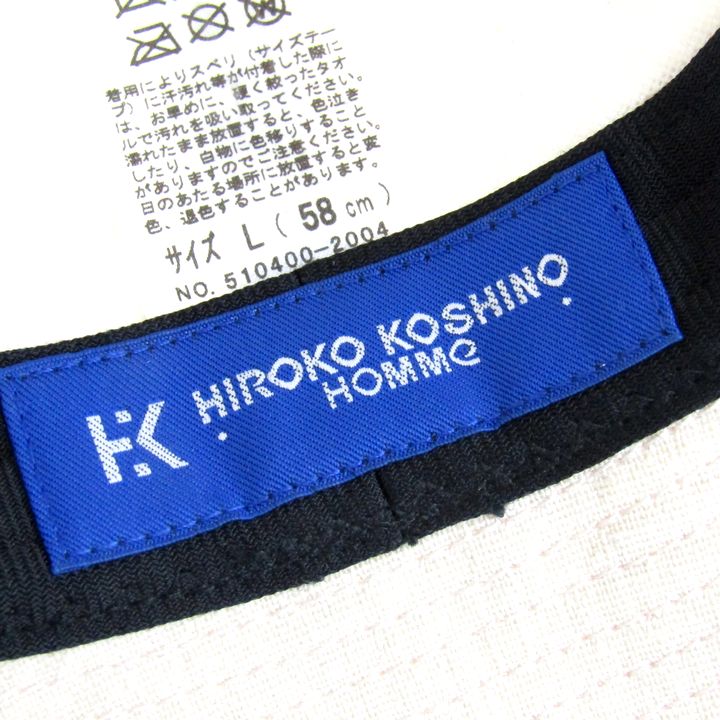 着用によりスベリ（サイズテー
プ）に汗汚れ等が付着した際に
は、お早めに、硬く絞ったタオ
ルで汚れを吸い取ってください。
濡れたまま放置すると、色泣き
したり、白物に色移りすること
がありますのでご注意ください。
日のあたる場所に放置すると変
色、退色することがあります。
サイズ L ( 58 cm )
NO. 510400-2004
HK HIROKO KOSHINO
HOMME